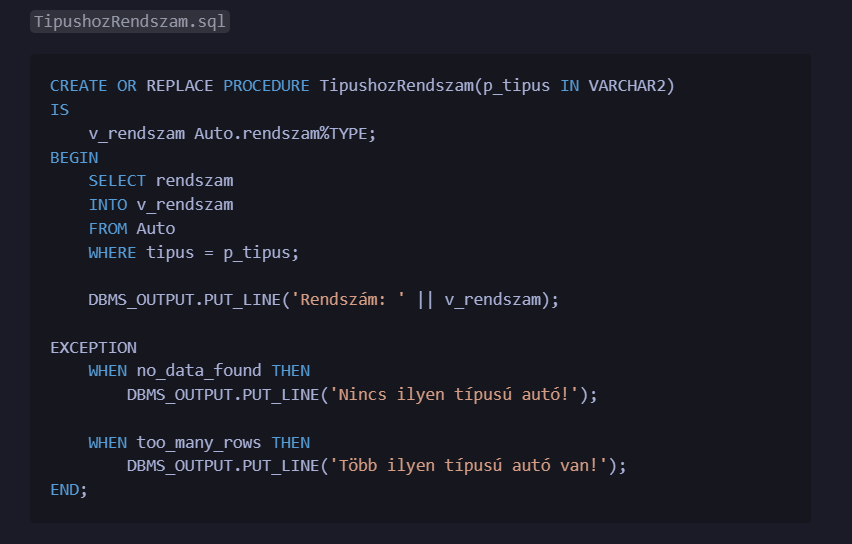 TipushozRendszam.sql
CREATE OR REPLACE PROCEDURE TipushozRendszam(p_tipus IN VARCHAR2)
IS
    v_rendszam Auto.rendszam%TYPE;
BEGIN
    SELECT rendszam
    INTO v_rendszam
    FROM Auto
    WHERE tipus = p_tipus;

    DBMS_OUTPUT.PUT_LINE('Rendszám: ' || v_rendszam);

EXCEPTION
    WHEN no_data_found THEN
        DBMS_OUTPUT.PUT_LINE('Nincs ilyen típusú autó!');

    WHEN too_many_rows THEN
        DBMS_OUTPUT.PUT_LINE('Több ilyen típusú autó van!');
END;